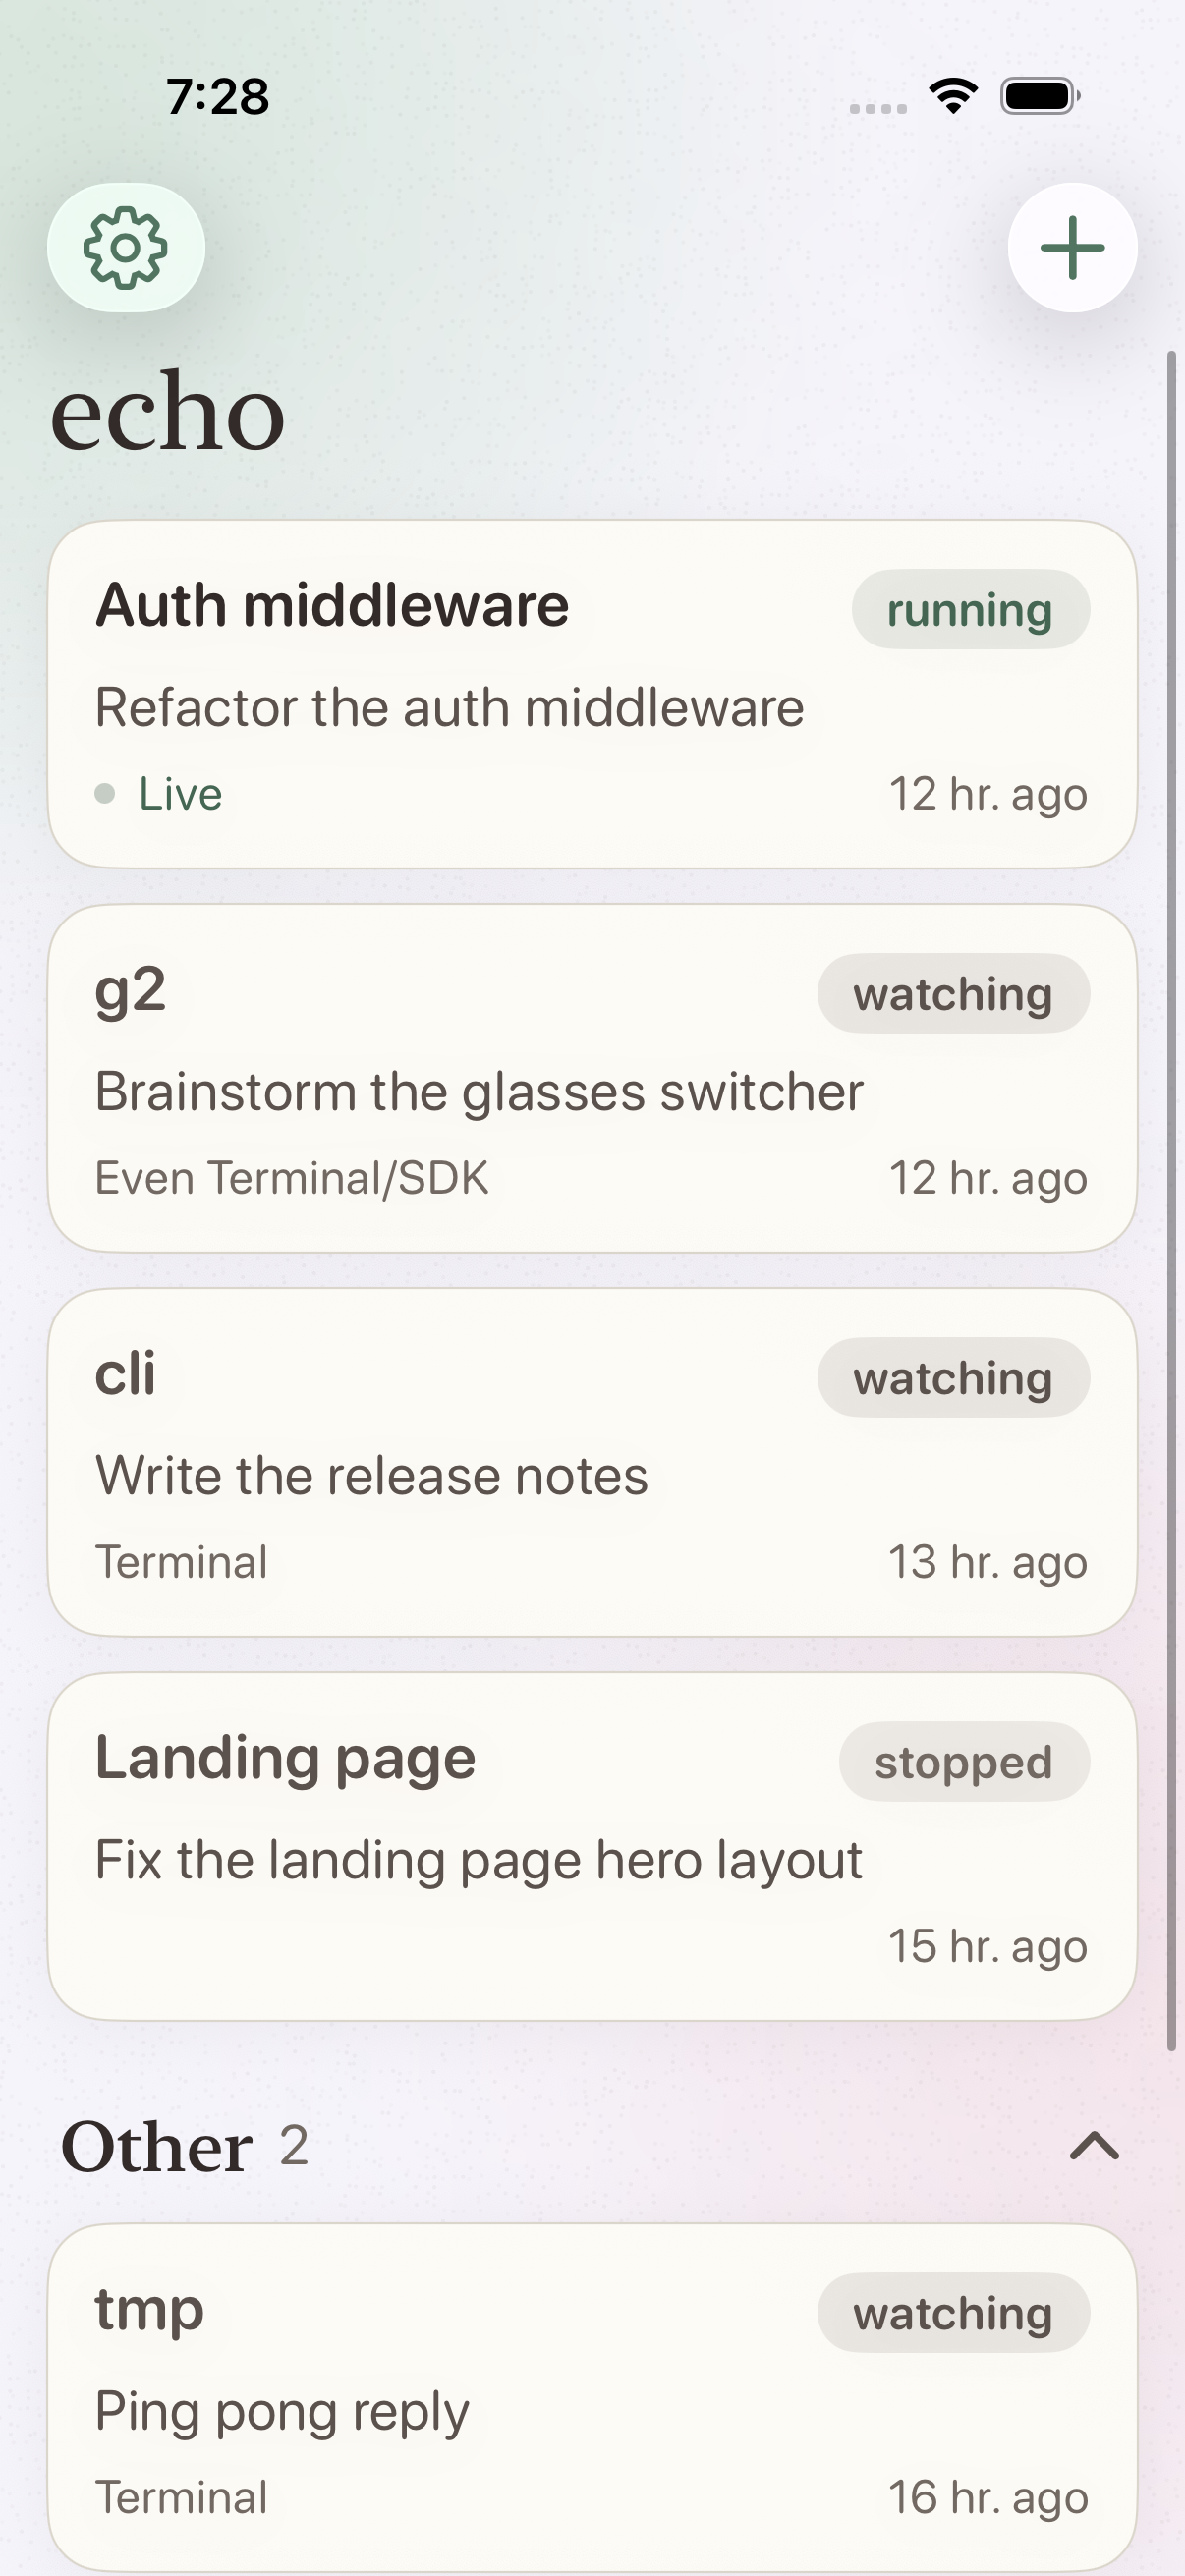 7:28
echo
Auth middleware
running
Refactor the auth middleware
Live
12 hr. ago
g2
watching
Brainstorm the glasses switcher
Even Terminal/SDK
12 hr. ago
cli
watching
Write the release notes
Terminal
13 hr. ago
Landing page
stopped
Fix the landing page hero layout
15 hr. ago
Other 2
tmp
watching
Ping pong reply
Terminal
16 hr. ago